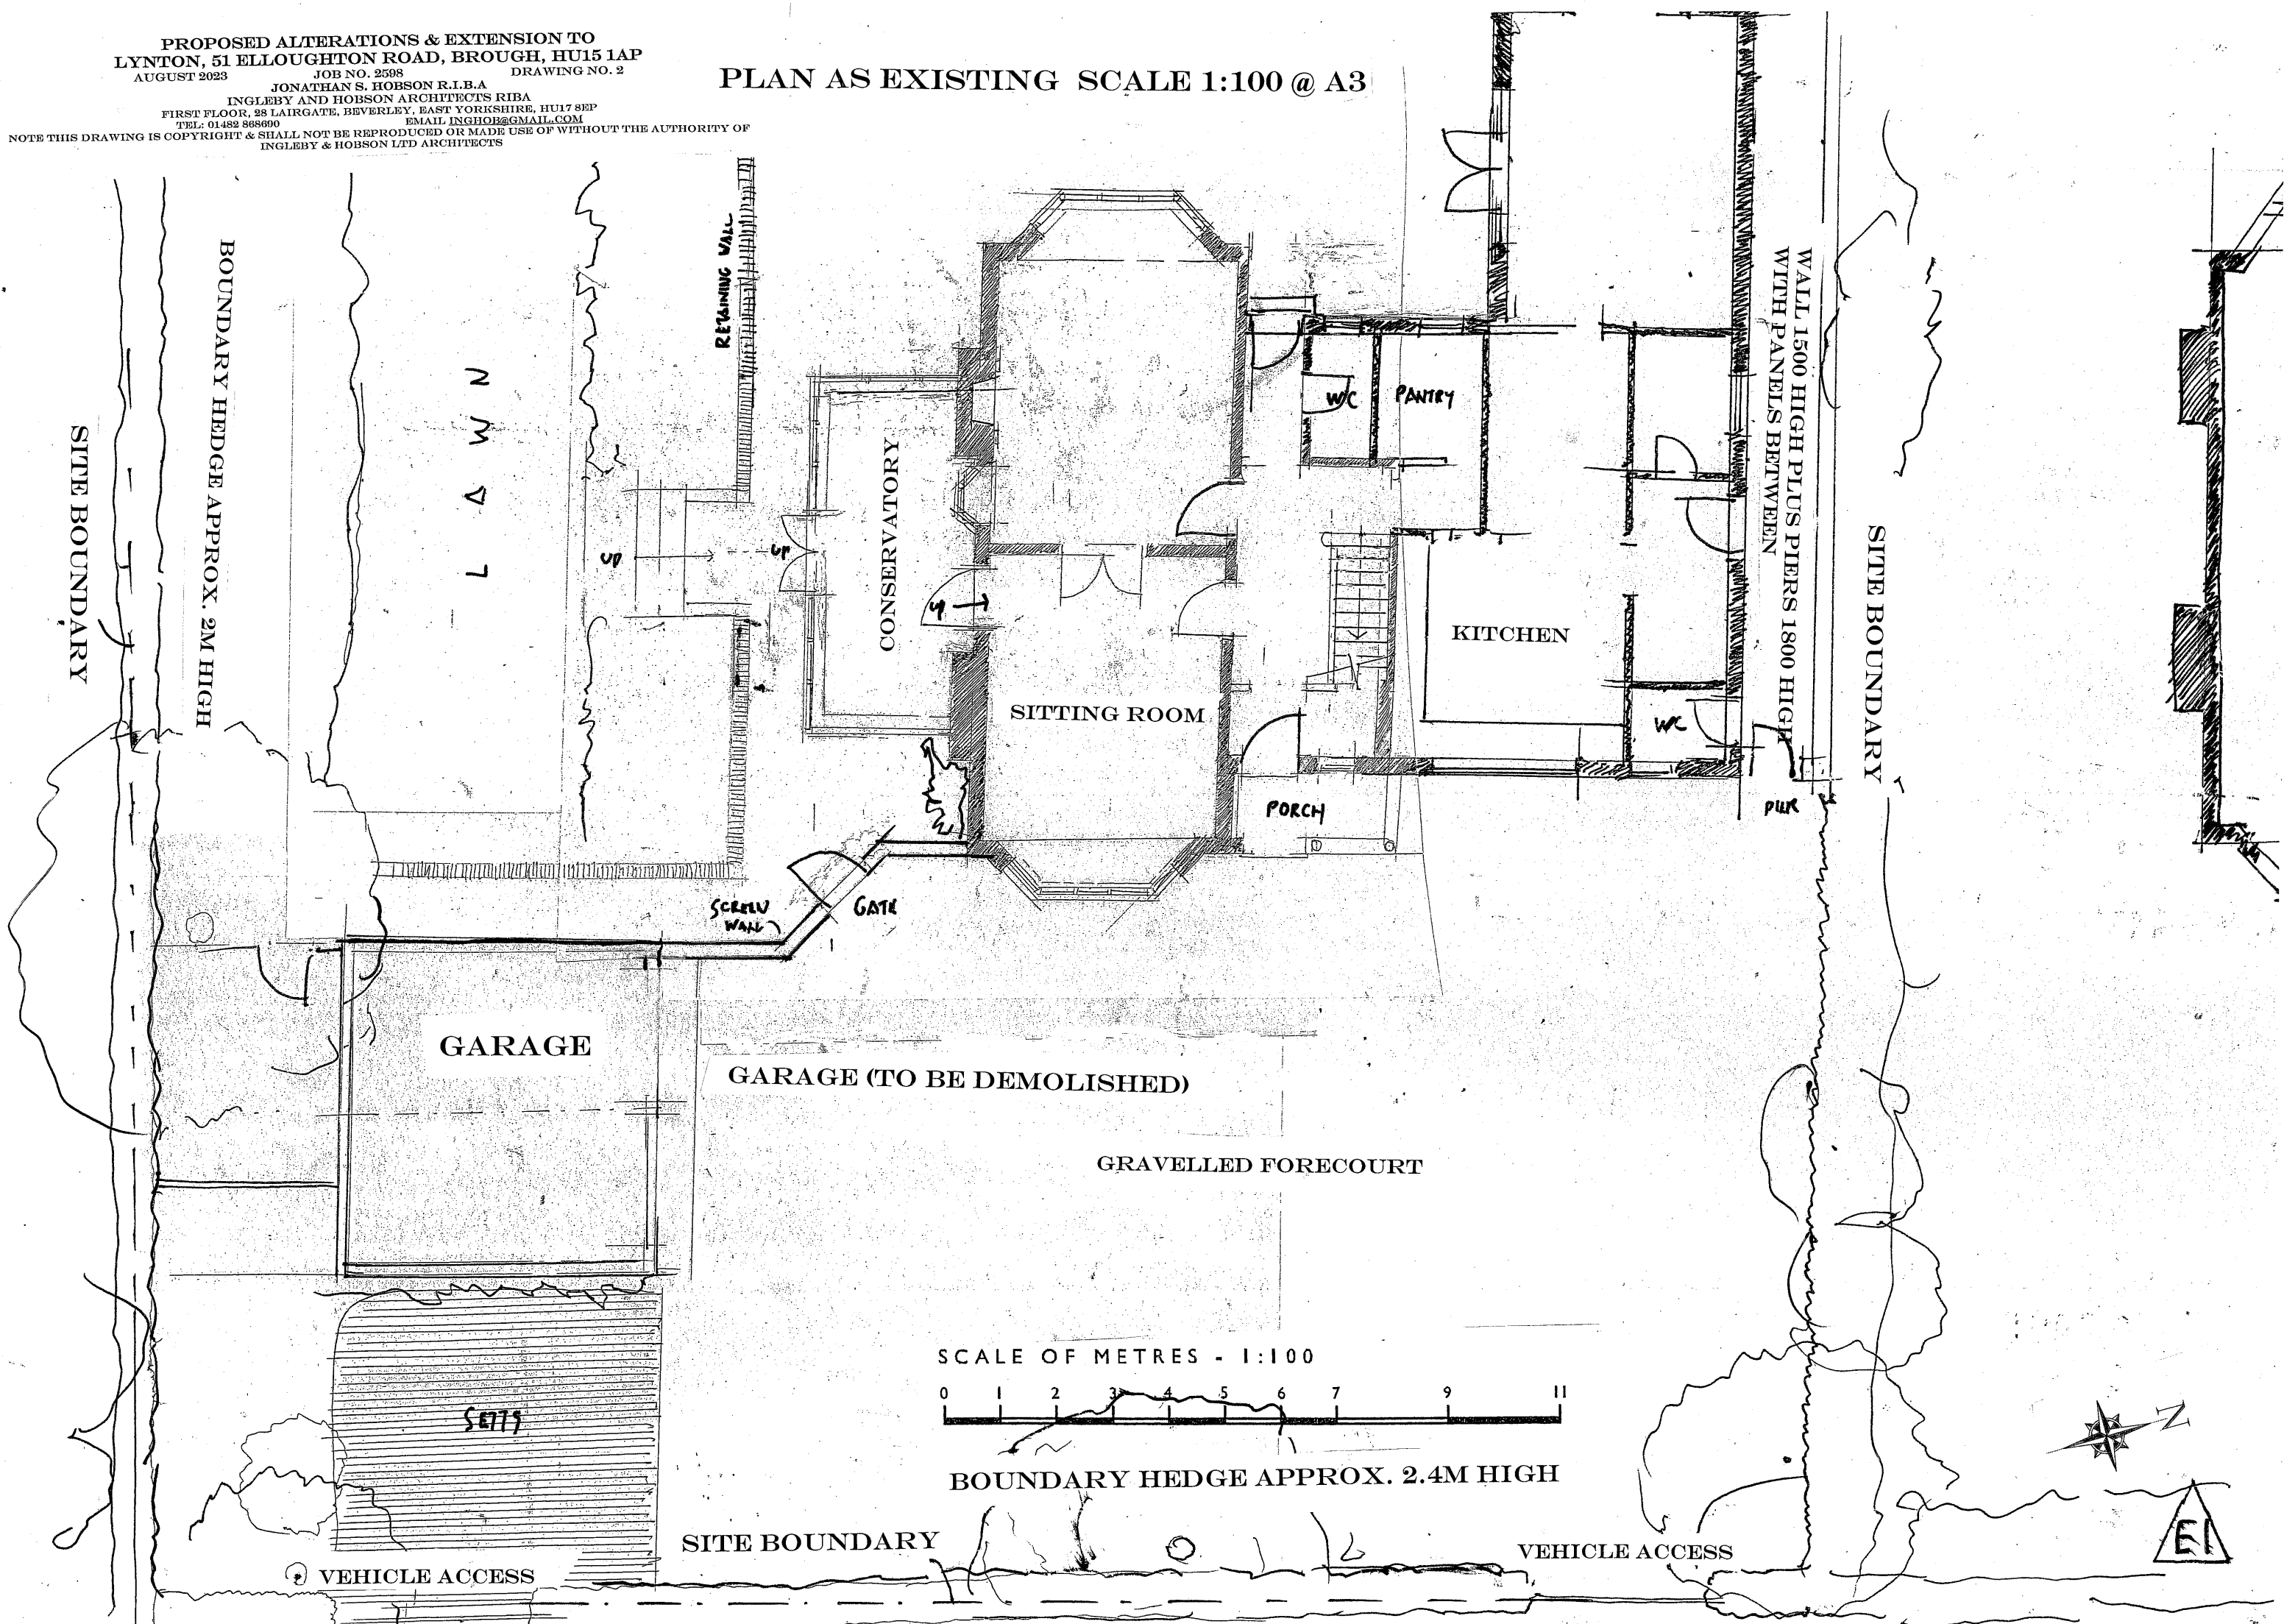 PROPOSED ALTERATIONS & EXTENSION TO
LYNTON, 51 ELLOUGHTON ROAD, BROUGH, HU15 1AP
AUGUST 2023 JOB NO. 2598 DRAWING NO. 2
JONATHAN S. HOBSON R.I.B.A
INGLEBY AND HOBSON ARCHITECTS RIBA
FIRST FLOOR, 28 LAIRGATE, BEVERLEY, EAST YORKSHIRE, HU17 8EP
TEL: 01482 868690 EMAIL INGHOB@GMAIL.COM
NOTE THIS DRAWING IS COPYRIGHT & SHALL NOT BE REPRODUCED OR MADE USE OF WITHOUT THE AUTHORITY OF
INGLEBY & HOBSON LTD ARCHITECTS
PLAN AS EXISTING SCALE 1:100 @ A3
SITE BOUNDARY
BOUNDARY HEDGE APPROX. 2M HIGH
LAWN
RETAINING WALL
UP
UP
CONSERVATORY
UP
W/C
PANTRY
KITCHEN
SITTING ROOM
WC
PORCH
PIER
WALL 1500 HIGH PLUS PIERS 1800 HIGH
WITH PANELS BETWEEN
SITE BOUNDARY
SCREEN
WALL
GATE
GARAGE
GARAGE (TO BE DEMOLISHED)
GRAVELLED FORECOURT
SETTS
SCALE OF METRES - 1:100
0 1 2 3 4 5 6 7 9 11
BOUNDARY HEDGE APPROX. 2.4M HIGH
N
E1
SITE BOUNDARY
VEHICLE ACCESS
VEHICLE ACCESS